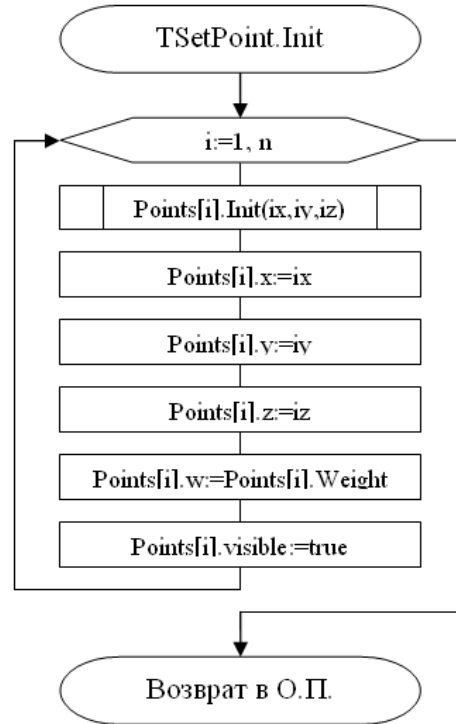 TSetPoint.Init
i:=1, n
Points[i].Init(ix,iy,iz)
Points[i].x:=ix
Points[i].y:=iy
Points[i].z:=iz
Points[i].w:=Points[i].Weight
Points[i].visible:=true
Возврат в О.П.